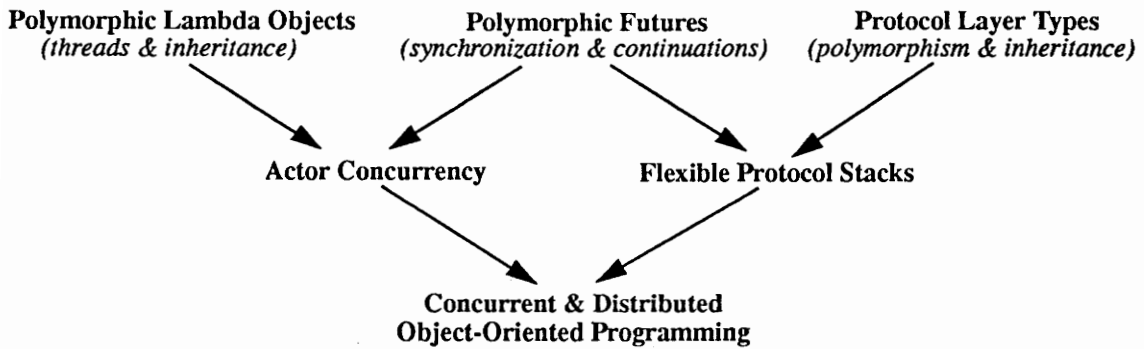 Polymorphic Lambda Objects
(threads & inheritance)
Polymorphic Futures
(synchronization & continuations)
Protocol Layer Types
(polymorphism & inheritance)
Actor Concurrency
Flexible Protocol Stacks
Concurrent & Distributed
Object-Oriented Programming